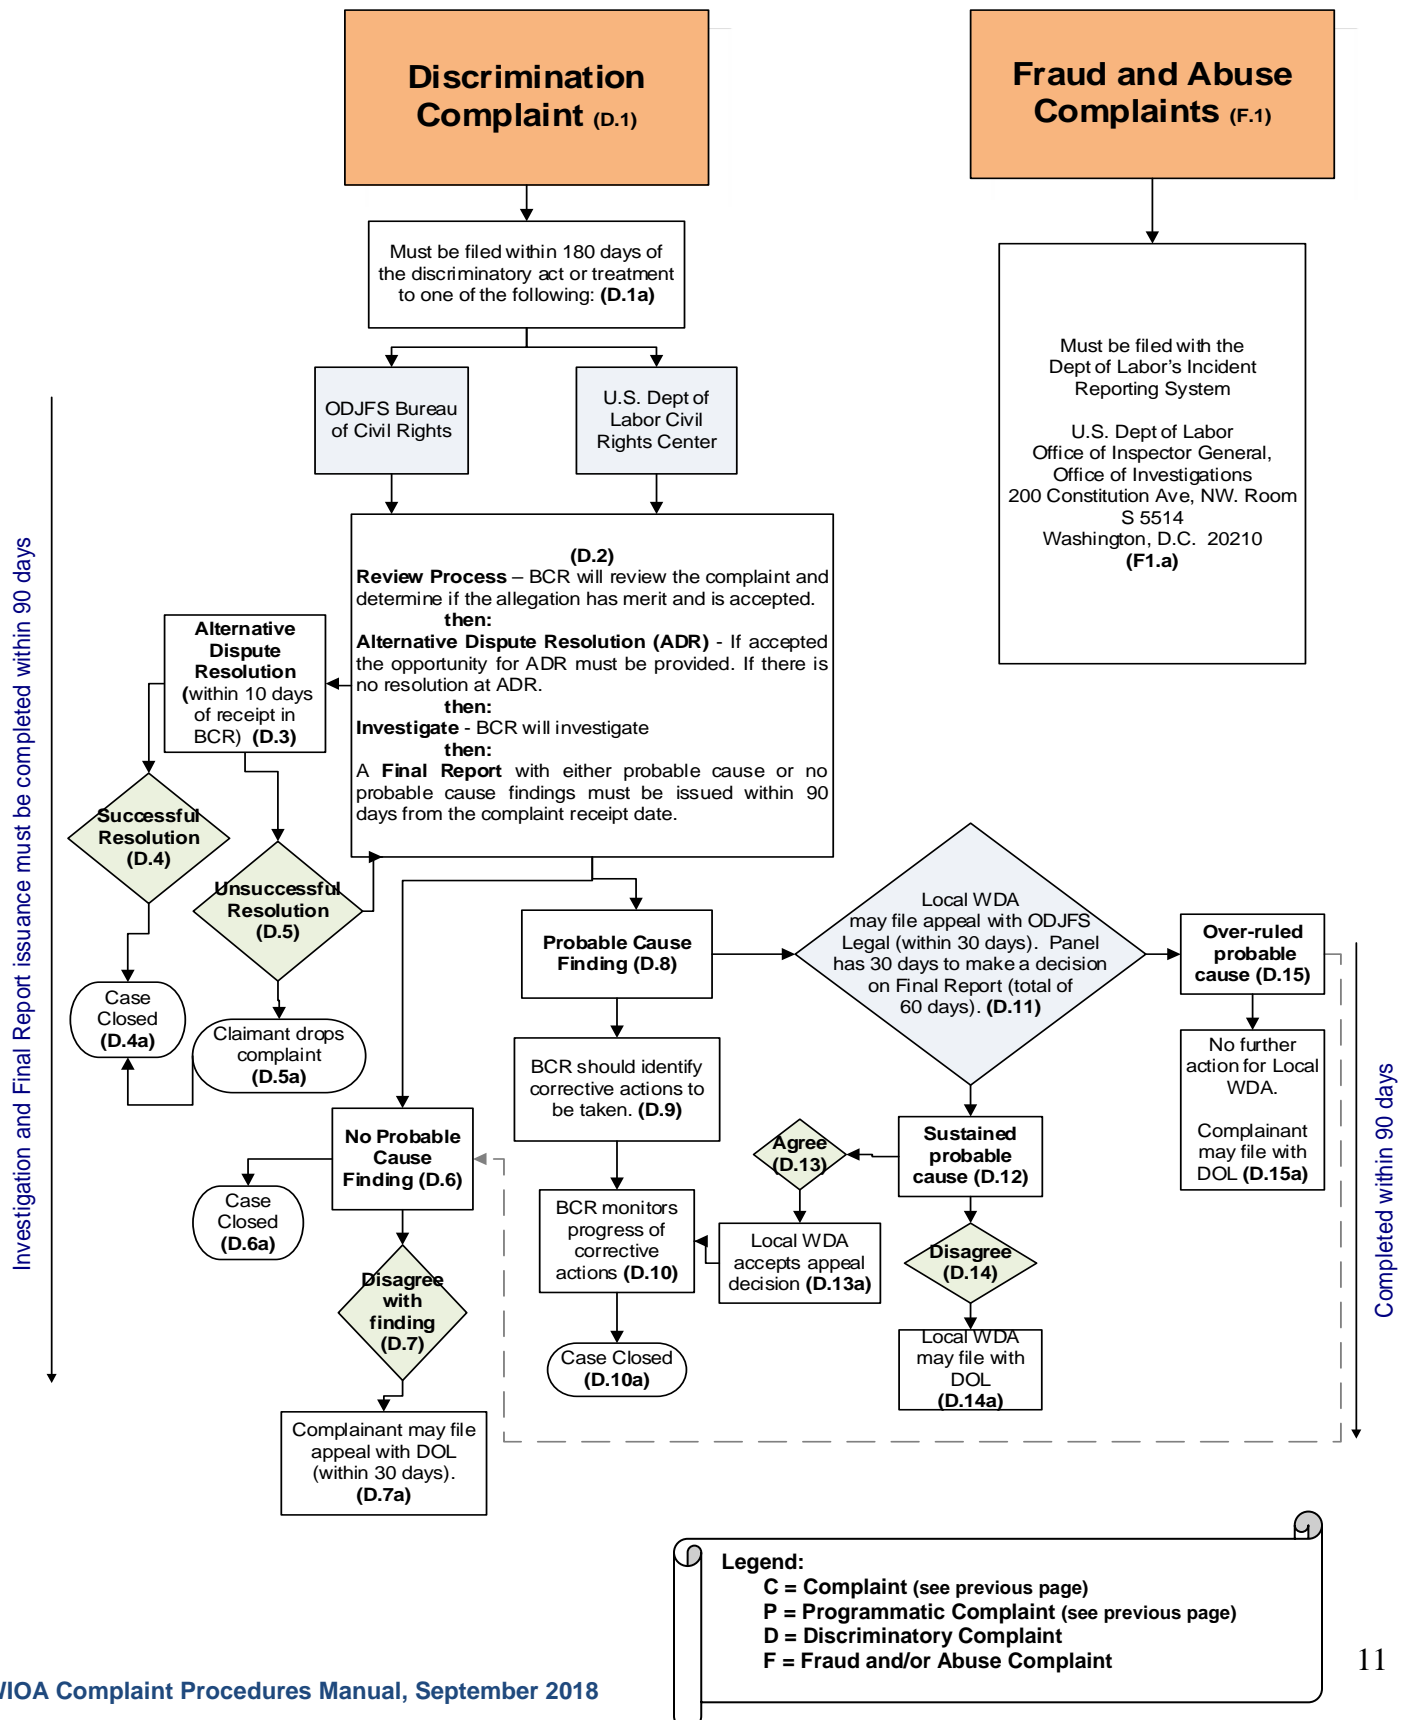 Discrimination
Complaint (D.1)
Fraud and Abuse
Complaints (F.1)
Must be filed within 180 days of
the discriminatory act or treatment
to one of the following: (D.1a)
ODJFS Bureau
of Civil Rights
U.S. Dept of
Labor Civil
Rights Center
Must be filed with the
Dept of Labor's Incident
Reporting System
U.S. Dept of Labor
Office of Inspector General,
Office of Investigations
200 Constitution Ave, NW. Room
S 5514
Washington, D.C. 20210
(F1.a)
Investigation and Final Report issuance must be completed within 90 days
(D.2)
Review Process – BCR will review the complaint and
determine if the allegation has merit and is accepted.
then:
Alternative Dispute Resolution (ADR) - If accepted
the opportunity for ADR must be provided. If there is
no resolution at ADR.
then:
Investigate - BCR will investigate
then:
A Final Report with either probable cause or no
probable cause findings must be issued within 90
days from the complaint receipt date.
Alternative
Dispute
Resolution
(within 10 days
of receipt in
BCR) (D.3)
Successful
Resolution
(D.4)
Unsuccessful
Resolution
(D.5)
Case
Closed
(D.4a)
Claimant drops
complaint
(D.5a)
No Probable
Cause
Finding (D.6)
Case
Closed
(D.6a)
Disagree
with
finding
(D.7)
Complainant may file
appeal with DOL
(within 30 days).
(D.7a)
Probable Cause
Finding (D.8)
BCR should identify
corrective actions to
be taken. (D.9)
BCR monitors
progress of
corrective
actions (D.10)
Case Closed
(D.10a)
Local WDA
may file appeal with ODJFS
Legal (within 30 days). Panel
has 30 days to make a decision
on Final Report (total of
60 days). (D.11)
Sustained
probable
cause (D.12)
Agree
(D.13)
Local WDA
accepts appeal
decision (D.13a)
Disagree
(D.14)
Local WDA
may file with
DOL
(D.14a)
Over-ruled
probable
cause (D.15)
No further
action for Local
WDA.
Complainant
may file with
DOL (D.15a)
Completed within 90 days
Legend:
C = Complaint (see previous page)
P = Programmatic Complaint (see previous page)
D = Discriminatory Complaint
F = Fraud and/or Abuse Complaint
11
IOA Complaint Procedures Manual, September 2018